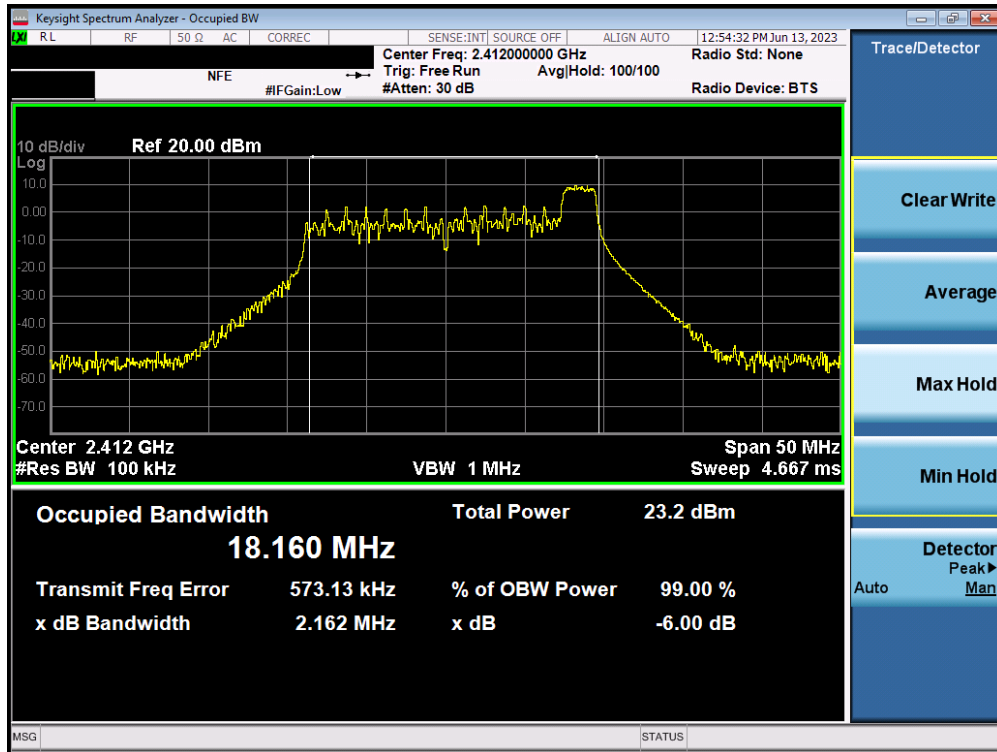 Keysight Spectrum Analyzer - Occupied BW
LXI RL RF 50 Ω AC CORREC SENSE:INT SOURCE OFF ALIGN AUTO 12:54:32 PM Jun 13, 2023
Center Freq: 2.412000000 GHz Radio Std: None
NFE Trig: Free Run Avg|Hold: 100/100
#IFGain:Low #Atten: 30 dB Radio Device: BTS
10 dB/div Ref 20.00 dBm
Log
10.0
0.00
-10.0
-20.0
-30.0
-40.0
-50.0
-60.0
-70.0
Center 2.412 GHz Span 50 MHz
#Res BW 100 kHz VBW 1 MHz Sweep 4.667 ms
Occupied Bandwidth Total Power 23.2 dBm
18.160 MHz
Transmit Freq Error 573.13 kHz % of OBW Power 99.00 %
x dB Bandwidth 2.162 MHz x dB -6.00 dB
MSG STATUS
Trace/Detector
Clear Write
Average
Max Hold
Min Hold
Detector
Peak▶
Auto Man